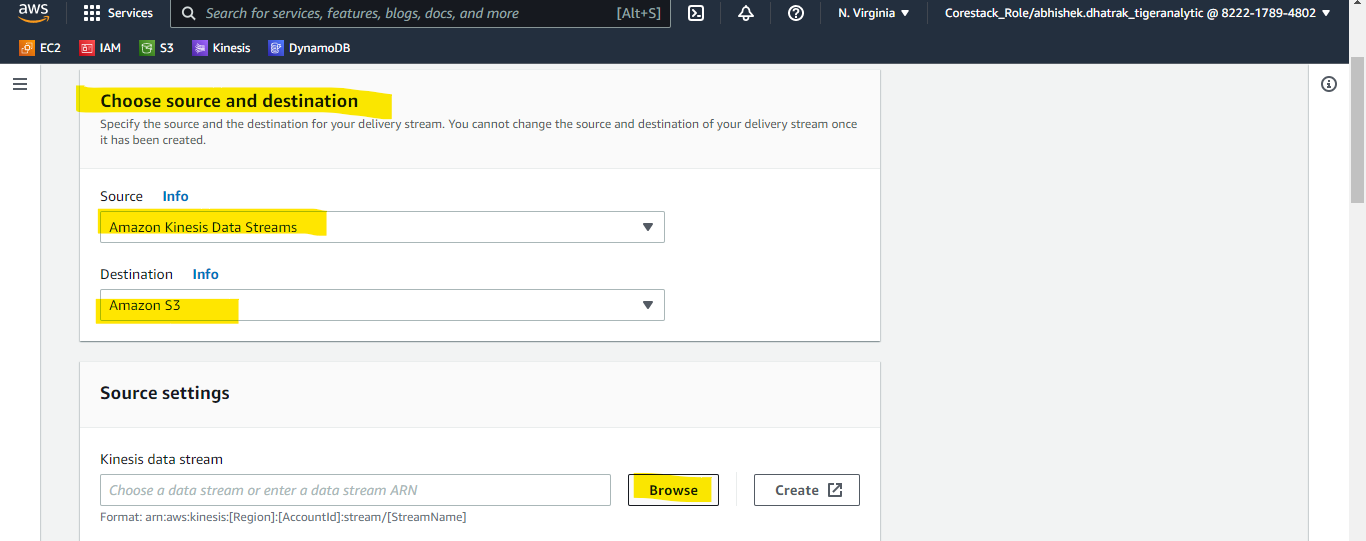 aws
Services
Search for services, features, blogs, docs, and more
[Alt+S]
N. Virginia
Corestack_Role/abhishek.dhatrak_tigeranalytic @ 8222-1789-4802
EC2
IAM
S3
Kinesis
DynamoDB
Choose source and destination
Specify the source and the destination for your delivery stream. You cannot change the source and destination of your delivery stream once
it has been created.
Source Info
Amazon Kinesis Data Streams
Destination Info
Amazon S3
Source settings
Kinesis data stream
Choose a data stream or enter a data stream ARN
Browse
Create
Format: arn:aws:kinesis:[Region]:[AccountId]:stream/[StreamName]